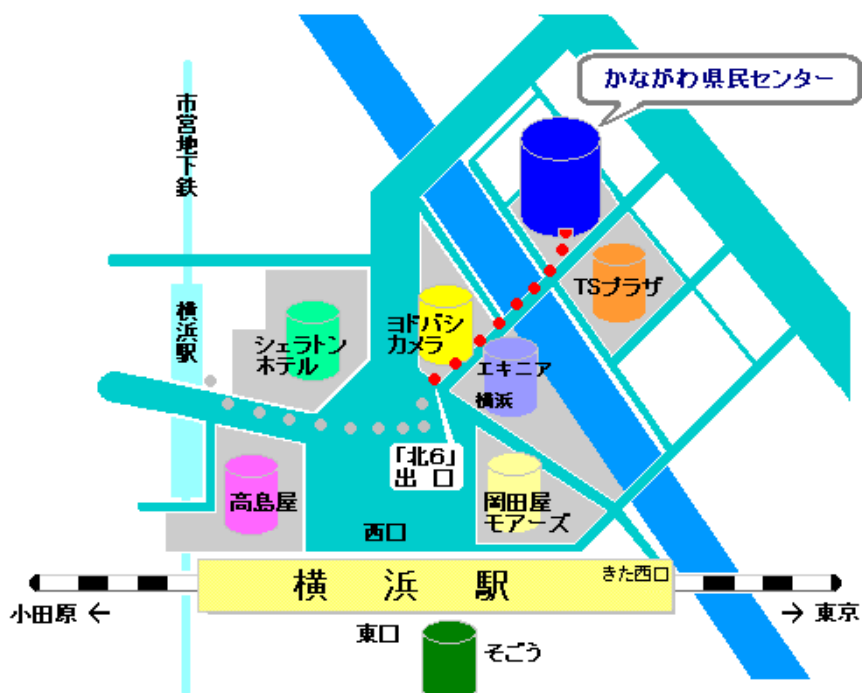 かながわ県民センター
市営地下鉄
横浜駅
TSプラザ
ヨドバシ
カメラ
シェラトン
ホテル
エキニア
横浜
「北6」
出口
高島屋
岡田屋
モアーズ
西口
横浜駅
きた西口
小田原 ←
→ 東京
東口
そごう